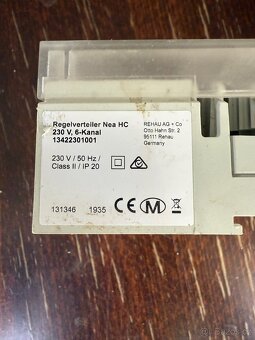 Regelverteiler Nea HC
230 V, 6-Kanal
13422301001
REHAU AG + Co
Otto Hahn Str. 2
95111 Rehau
Germany
230 V / 50 Hz /
Class II / IP 20
131346 1935 CE M